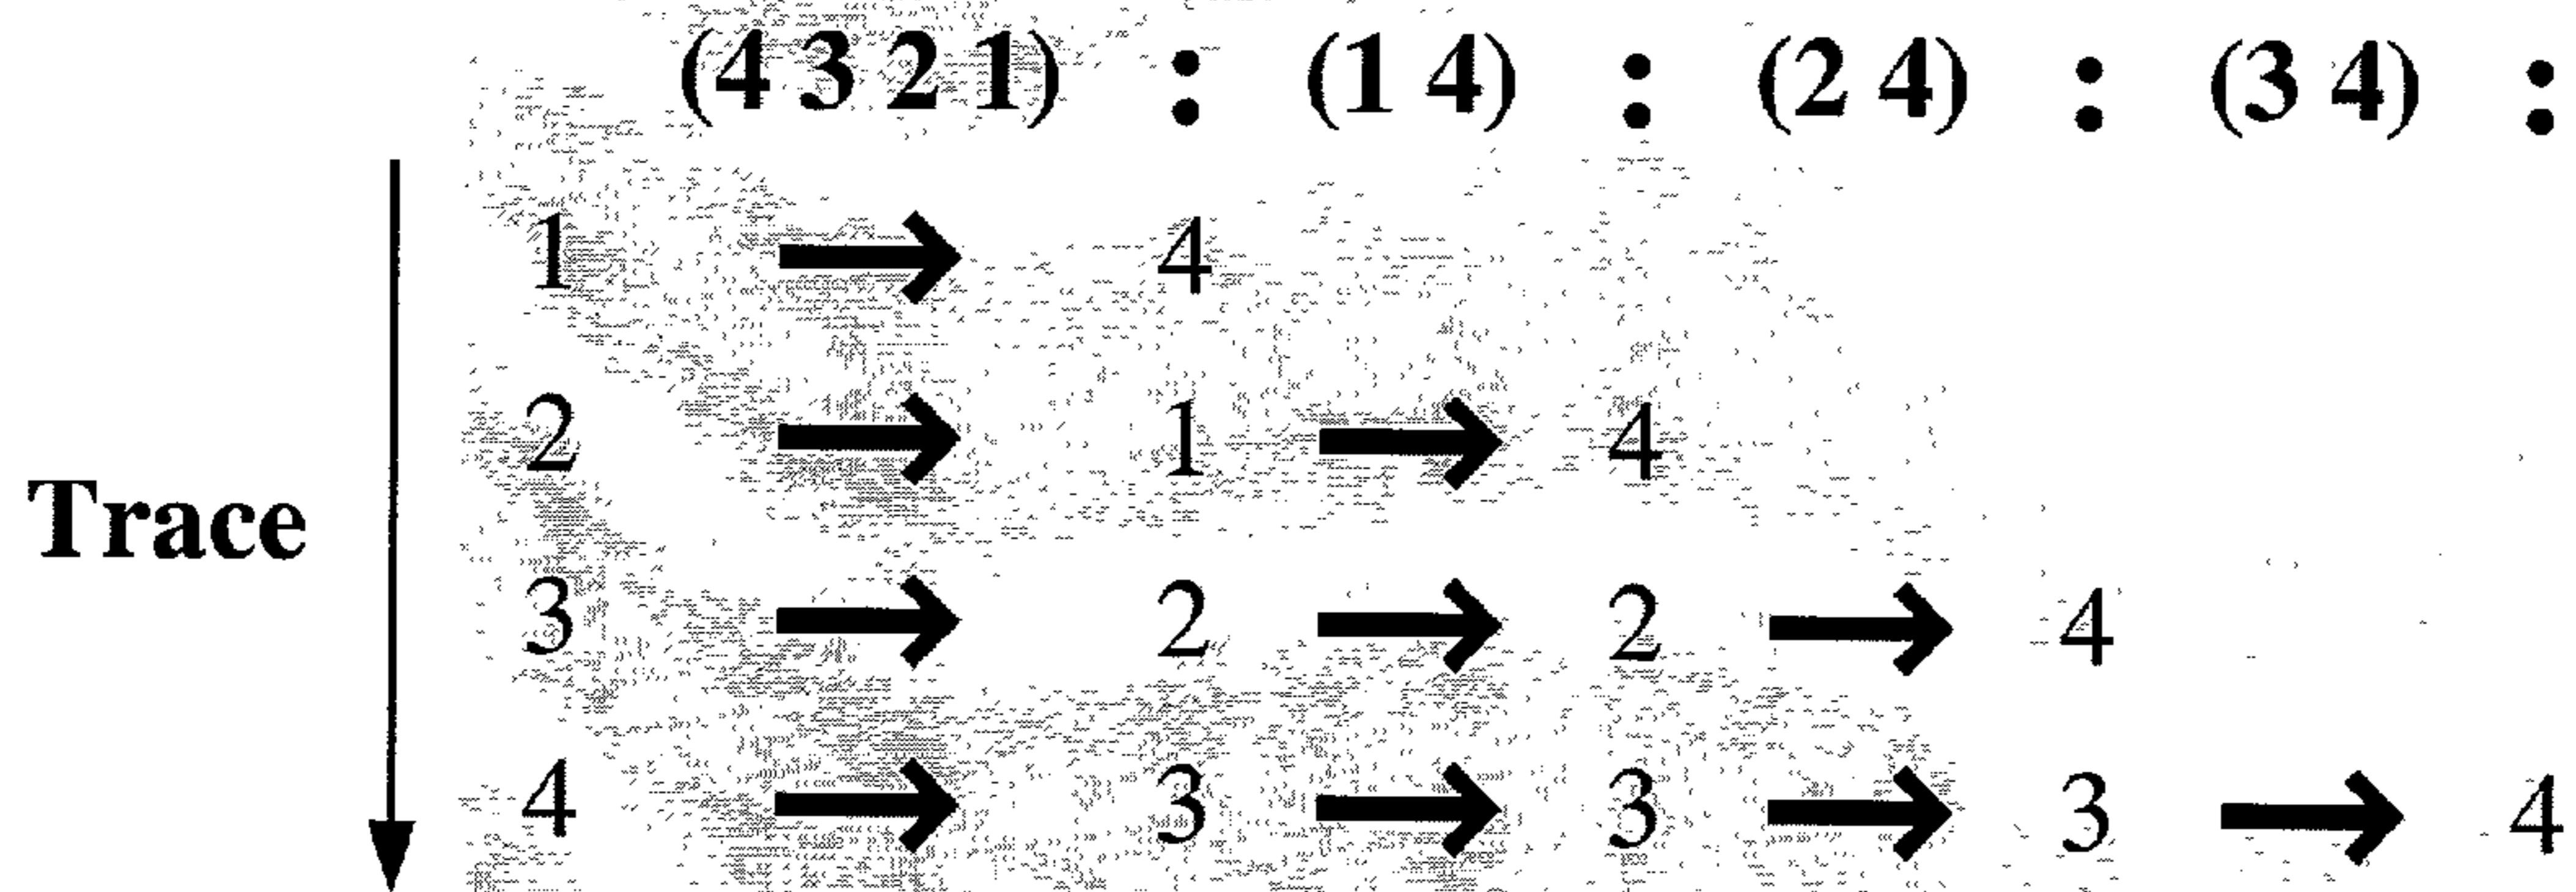 (4 3 2 1) : (1 4) : (2 4) : (3 4) :
1 → 4
2 → 1 → 4
Trace
3 → 2 → 2 → 4
4 → 3 → 3 → 3 → 4